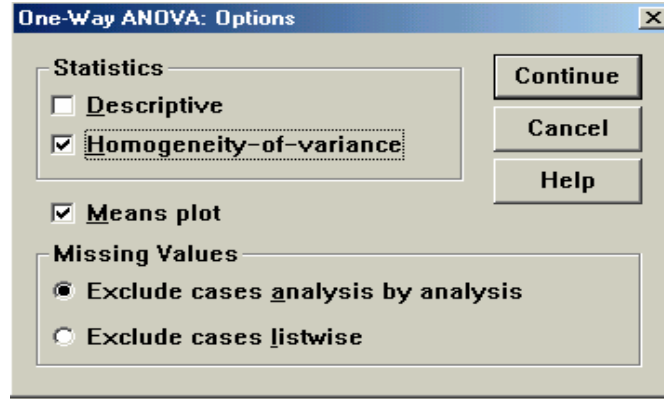 One-Way ANOVA: Options
Statistics
Descriptive
Homogeneity-of-variance
Continue
Cancel
Help
Means plot
Missing Values
Exclude cases analysis by analysis
Exclude cases listwise